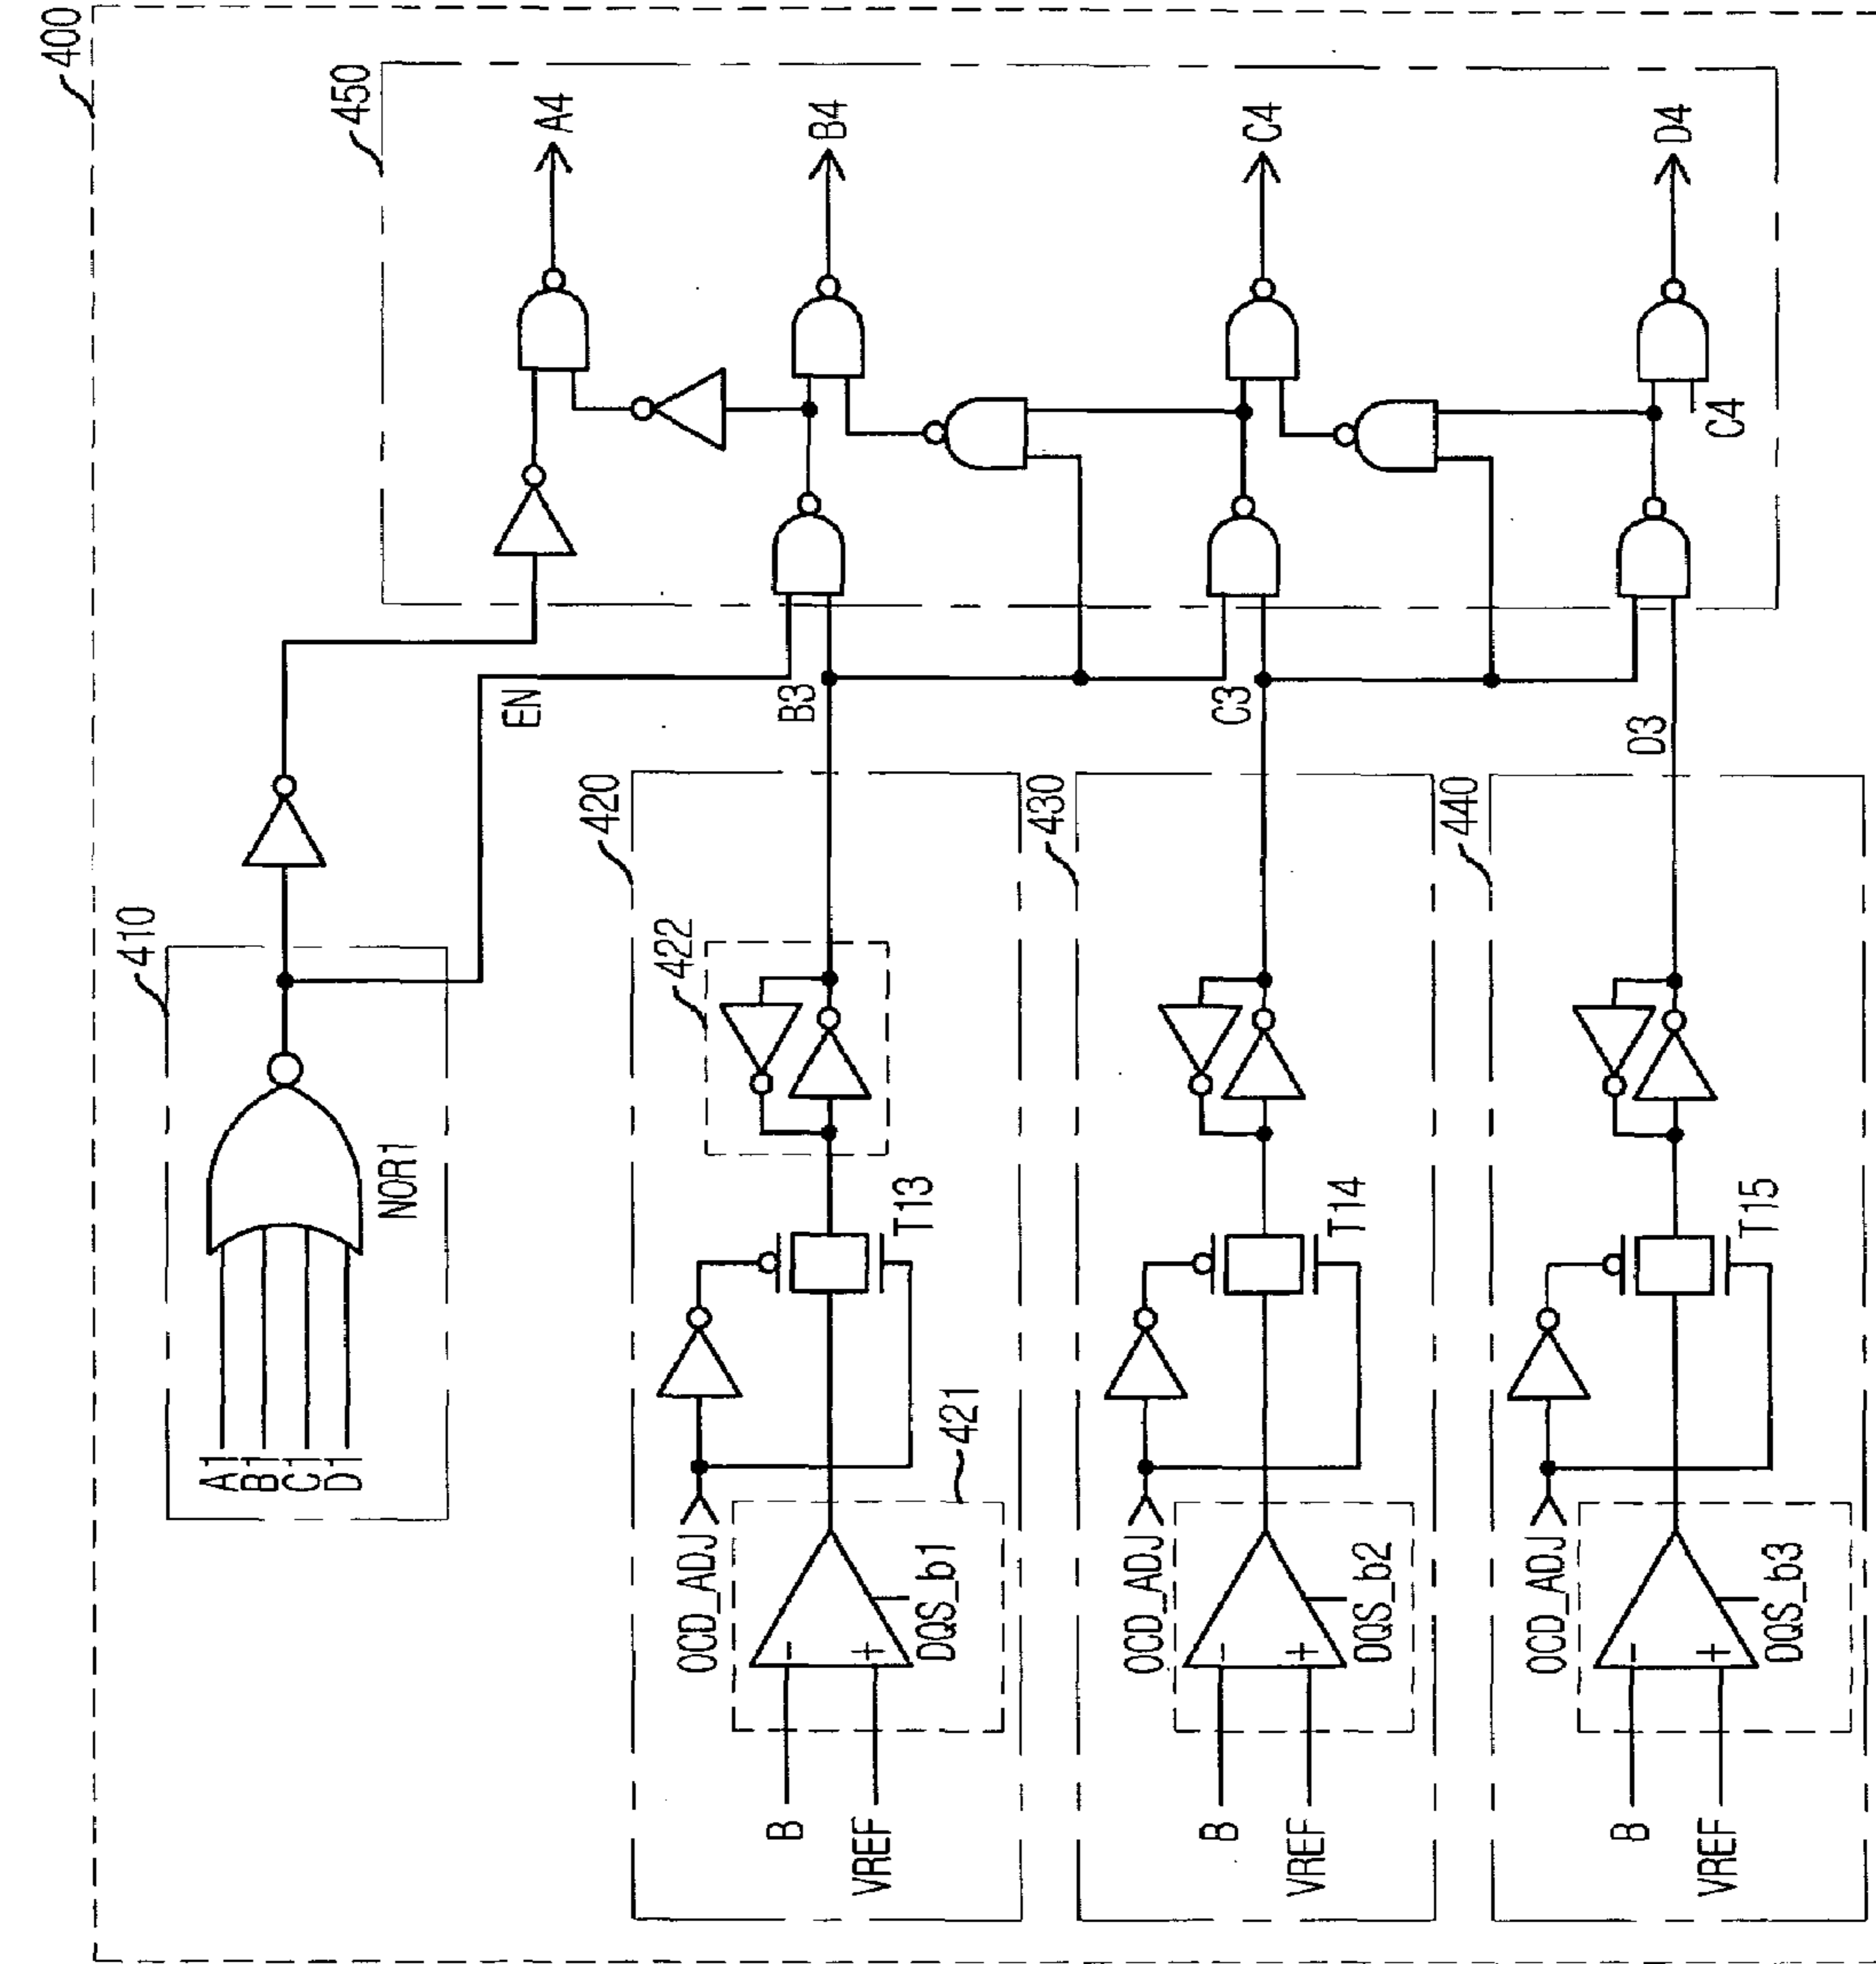 400
450
A4
B4
C4
D4
C4
EN
B3
C3
D3
410
NOR1
A1
B1
C1
D1
420
422
T13
OCD_ADJ
421
DQS_b1
-
+
B
VREF
430
T14
OCD_ADJ
DQS_b2
-
+
B
VREF
440
T15
OCD_ADJ
DQS_b3
-
+
B
VREF